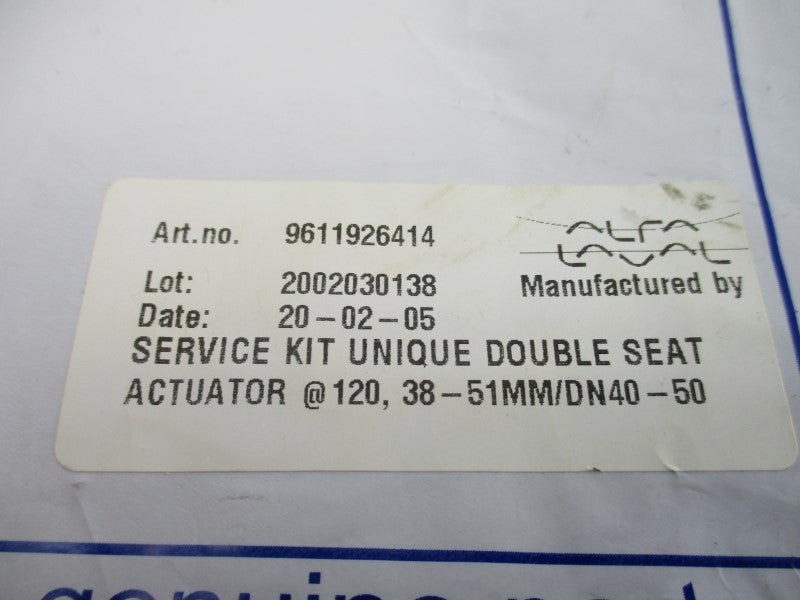 Art.no. 9611926414
ALFA
LAVAL
Lot: 2002030138
Manufactured by
Date: 20-02-05
SERVICE KIT UNIQUE DOUBLE SEAT
ACTUATOR @120, 38-51MM/DN40-50
genuine